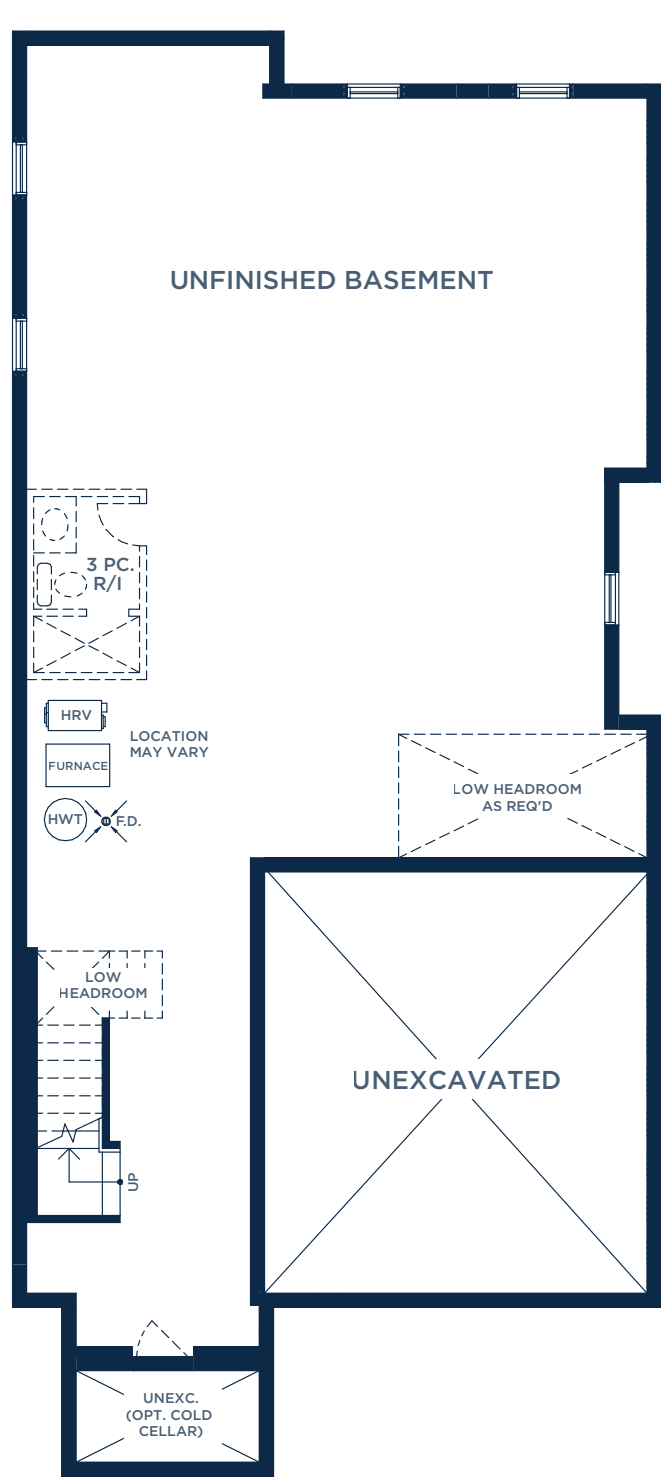 UNFINISHED BASEMENT
3 PC.
R/I
HRV
LOCATION
MAY VARY
FURNACE
HWT
F.D.
LOW HEADROOM
AS REQ'D
LOW
HEADROOM
UNEXCAVATED
UP
UNEXC.
(OPT. COLD
CELLAR)